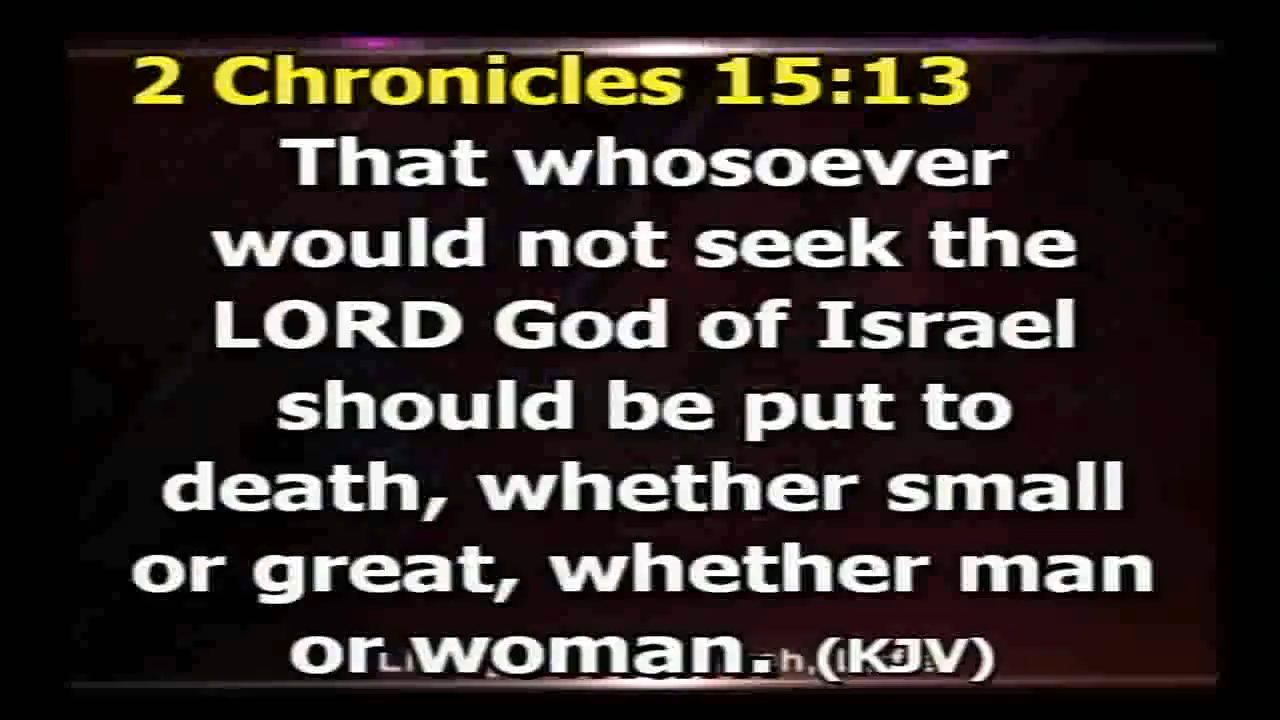 2 Chronicles 15:13
That whosoever
would not seek the
LORD God of Israel
should be put to
death, whether small
or great, whether man
or woman. (KJV)